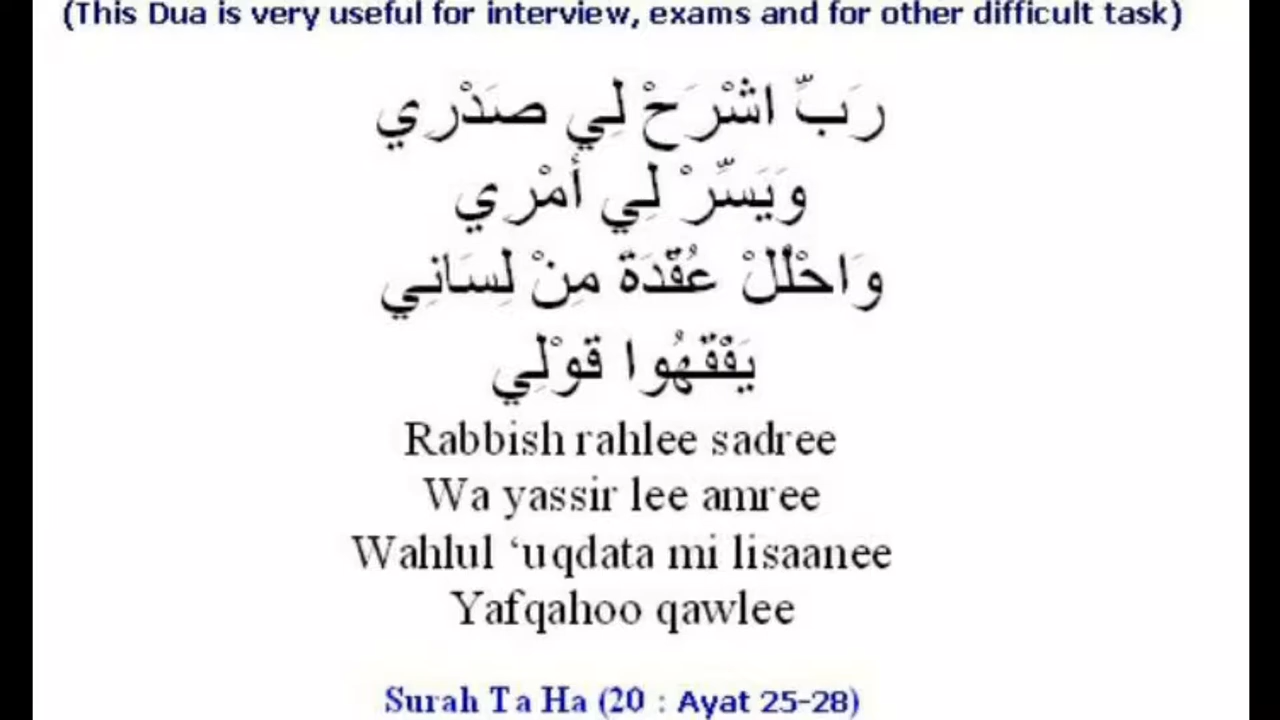 (This Dua is very useful for interview, exams and for other difficult task)
رَبِّ اشْرَحْ لِي صَدْرِي
وَيَسِّرْ لِي أَمْرِي
وَاحْلُلْ عُقْدَةً مِنْ لِسَانِي
يَفْقَهُوا قَوْلِي
Rabbish rahlee sadree
Wa yassir lee amree
Wahlul ‘uqdata mi lisaanee
Yafqahoo qawlee
Surah Ta Ha (20 : Ayat 25-28)